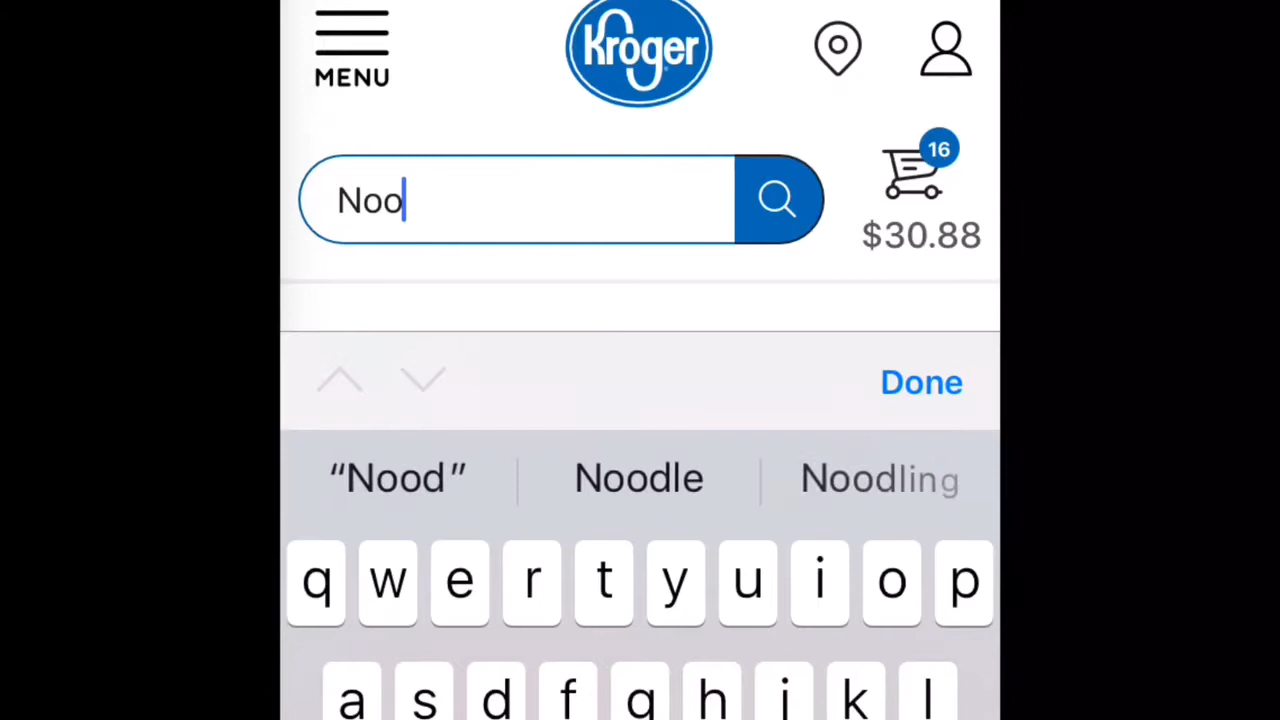 MENU
Kroger
16
Noo
$30.88
Done
“Nood” Noodle Noodling
q w e r t y u i o p
a s d f g h j k l